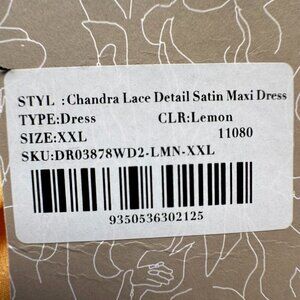 STYL :Chandra Lace Detail Satin Maxi Dress
TYPE:Dress CLR:Lemon
SIZE:XXL 11080
SKU:DR03878WD2-LMN-XXL
9350536302125